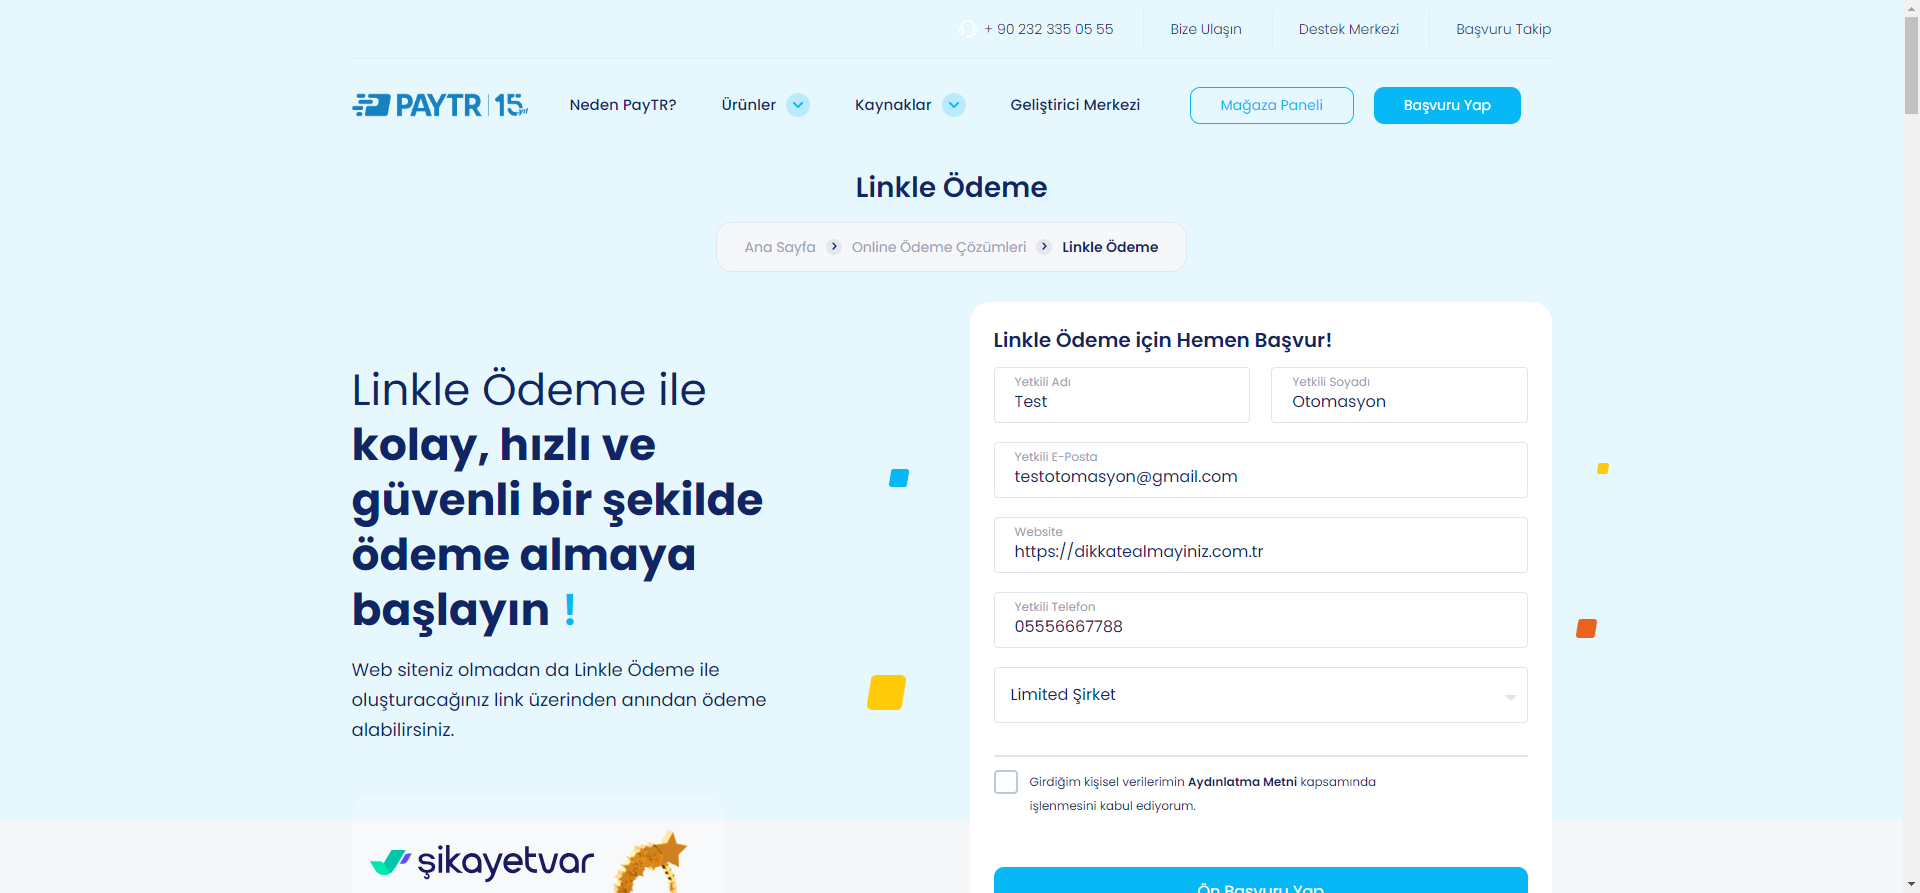 + 90 232 335 05 55
Bize Ulaşın
Destek Merkezi
Başvuru Takip
PAYTR | 15.yıl
Neden PayTR?
Ürünler
Kaynaklar
Geliştirici Merkezi
Mağaza Paneli
Başvuru Yap
Linkle Ödeme
Ana Sayfa
Online Ödeme Çözümleri
Linkle Ödeme
Linkle Ödeme ile
kolay, hızlı ve
güvenli bir şekilde
ödeme almaya
başlayın !
Web siteniz olmadan da Linkle Ödeme ile
oluşturacağınız link üzerinden anından ödeme
alabilirsiniz.
şikayetvar
Linkle Ödeme için Hemen Başvur!
Yetkili Adı
Test
Yetkili Soyadı
Otomasyon
Yetkili E-Posta
testotomasyon@gmail.com
Website
https://dikkatealmayiniz.com.tr
Yetkili Telefon
05556667788
Limited Şirket
Girdiğim kişisel verilerimin Aydınlatma Metni kapsamında
işlenmesini kabul ediyorum.
Ön Başvuru Yap